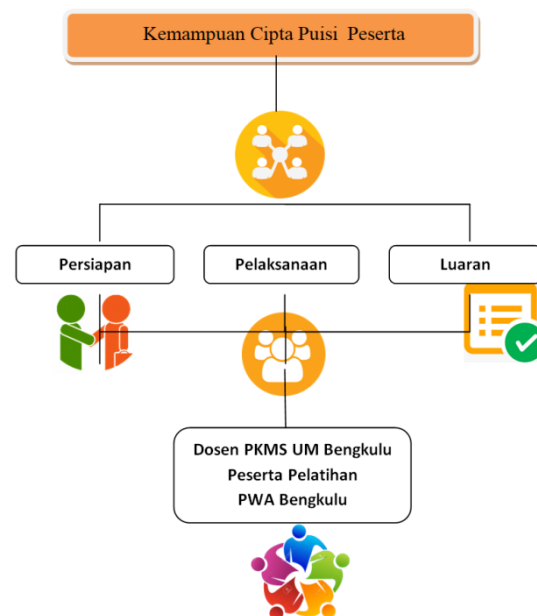 Kemampuan Cipta Puisi Peserta
Persiapan
Pelaksanaan
Luaran
Dosen PKMS UM Bengkulu
Peserta Pelatihan
PWA Bengkulu